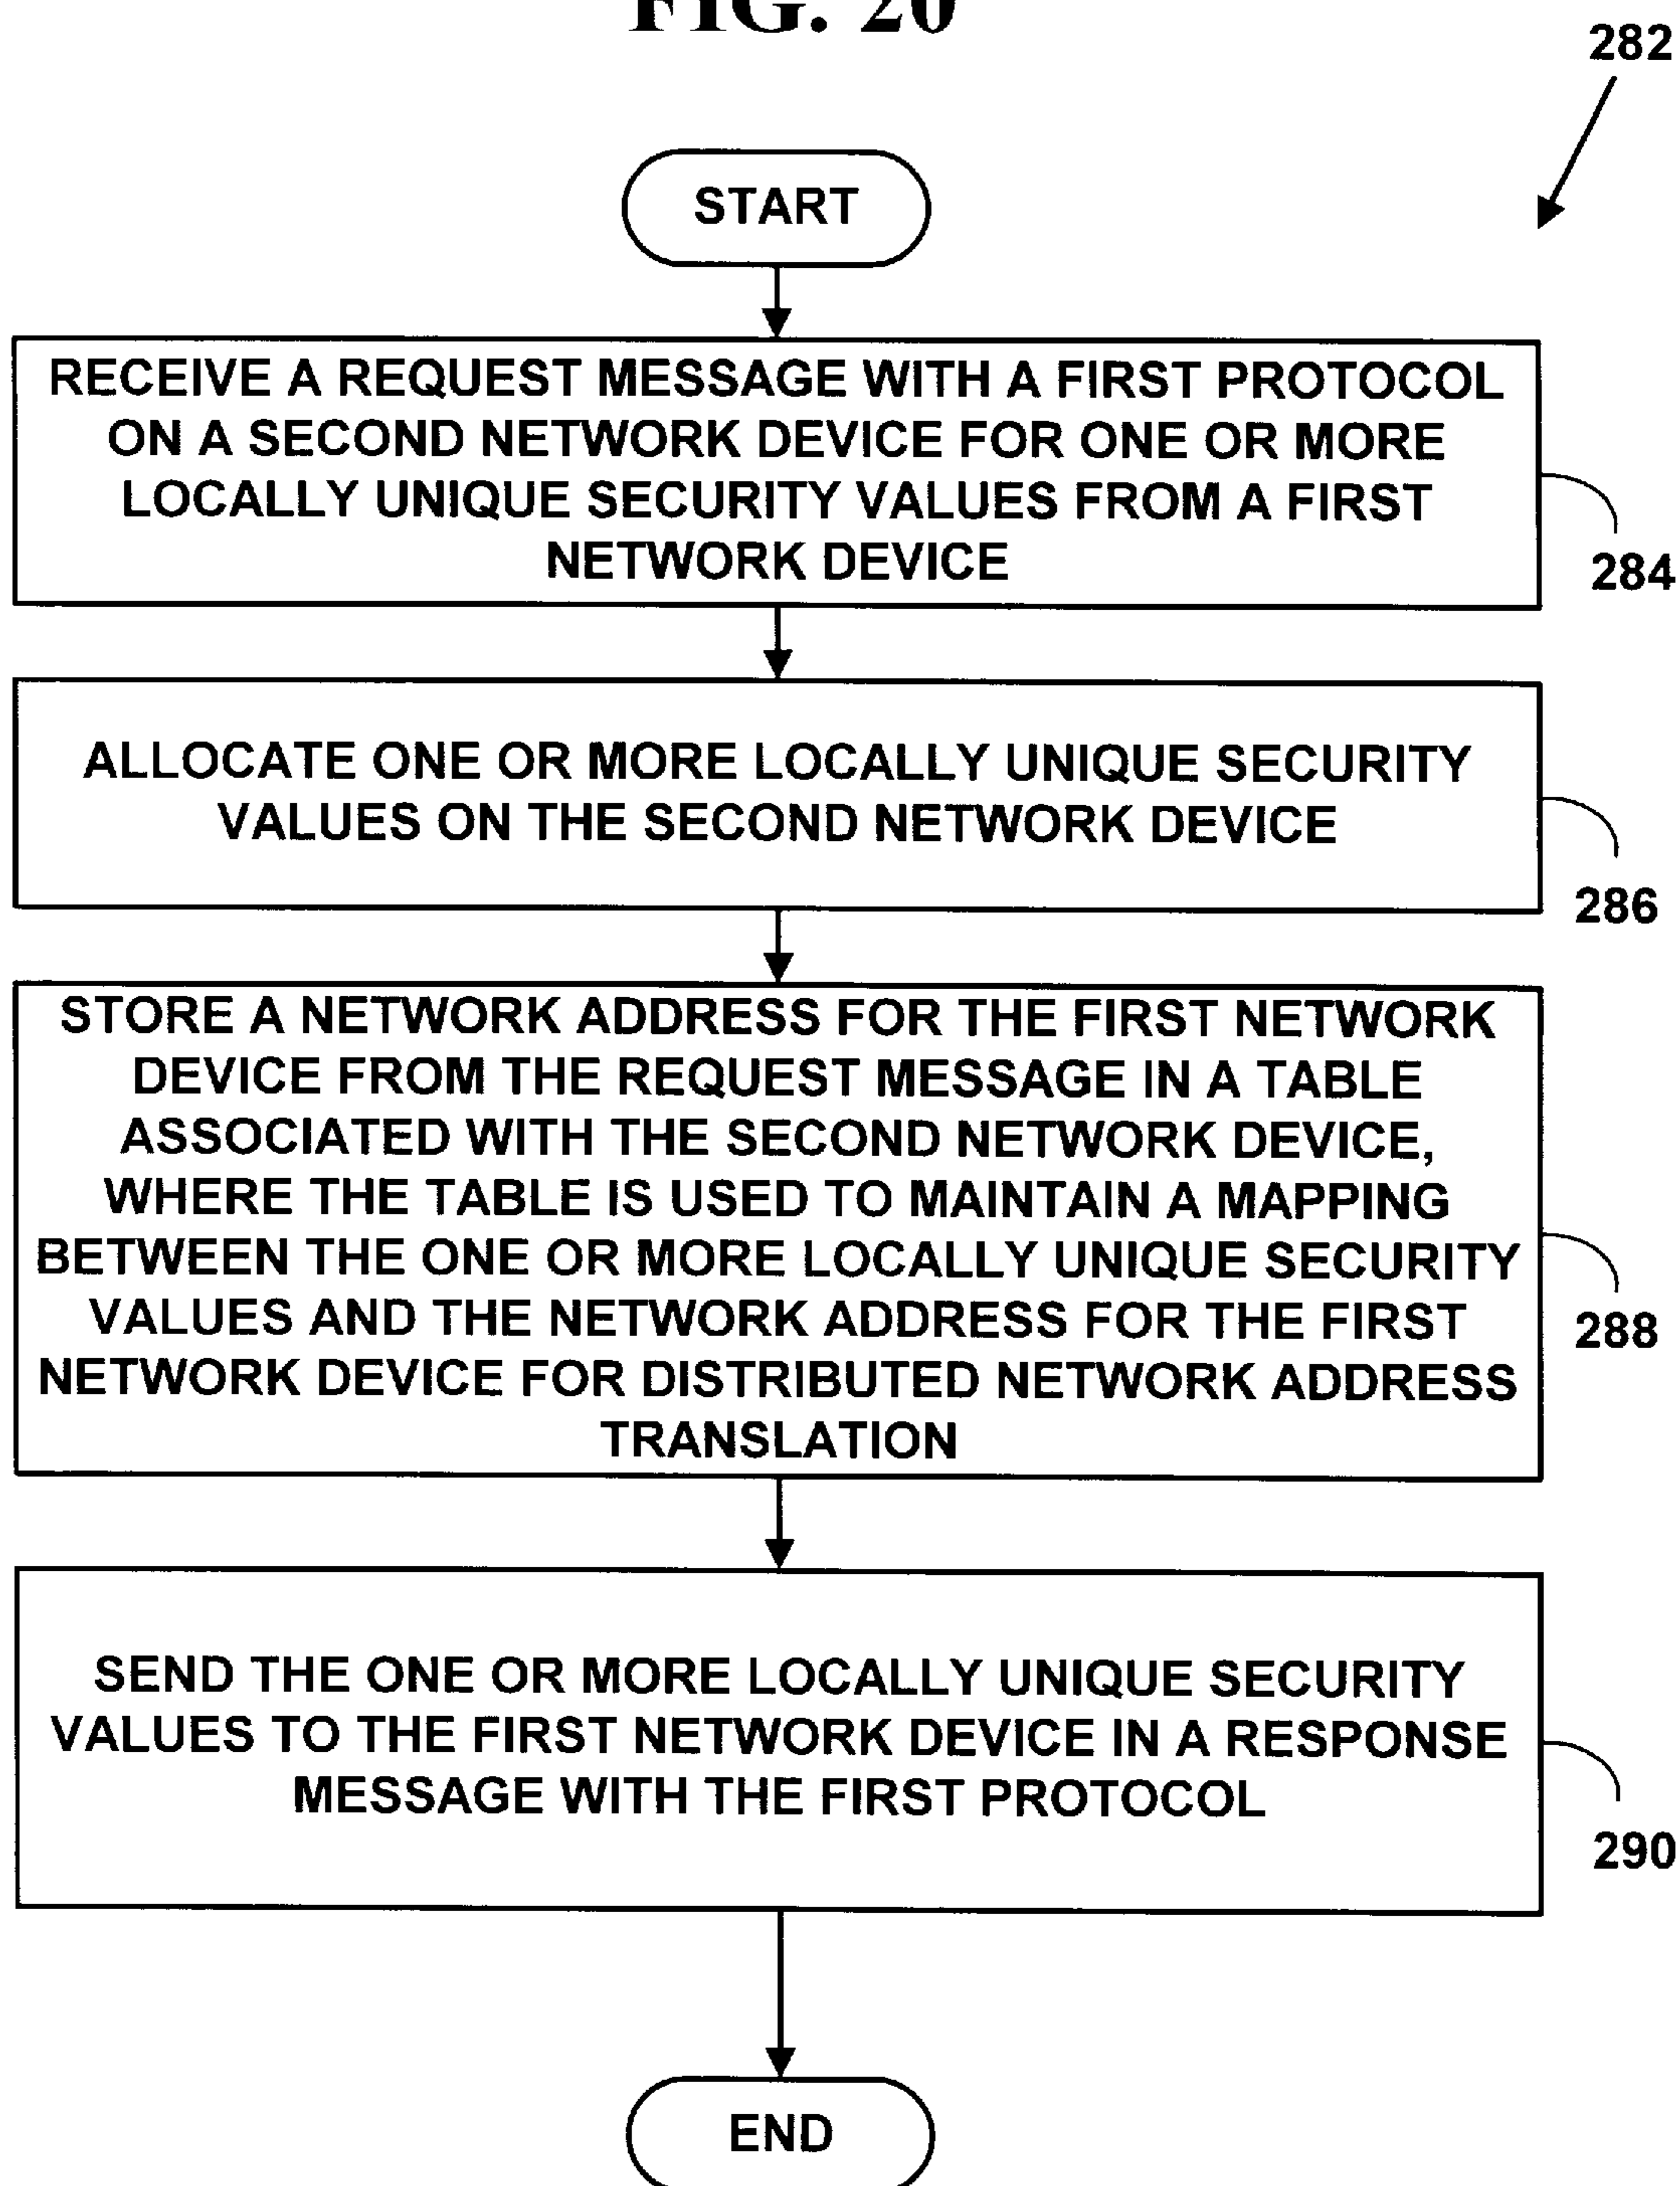 FIG. 20
282
START
RECEIVE A REQUEST MESSAGE WITH A FIRST PROTOCOL
ON A SECOND NETWORK DEVICE FOR ONE OR MORE
LOCALLY UNIQUE SECURITY VALUES FROM A FIRST
NETWORK DEVICE
284
ALLOCATE ONE OR MORE LOCALLY UNIQUE SECURITY
VALUES ON THE SECOND NETWORK DEVICE
286
STORE A NETWORK ADDRESS FOR THE FIRST NETWORK
DEVICE FROM THE REQUEST MESSAGE IN A TABLE
ASSOCIATED WITH THE SECOND NETWORK DEVICE,
WHERE THE TABLE IS USED TO MAINTAIN A MAPPING
BETWEEN THE ONE OR MORE LOCALLY UNIQUE SECURITY
VALUES AND THE NETWORK ADDRESS FOR THE FIRST
NETWORK DEVICE FOR DISTRIBUTED NETWORK ADDRESS
TRANSLATION
288
SEND THE ONE OR MORE LOCALLY UNIQUE SECURITY
VALUES TO THE FIRST NETWORK DEVICE IN A RESPONSE
MESSAGE WITH THE FIRST PROTOCOL
290
END